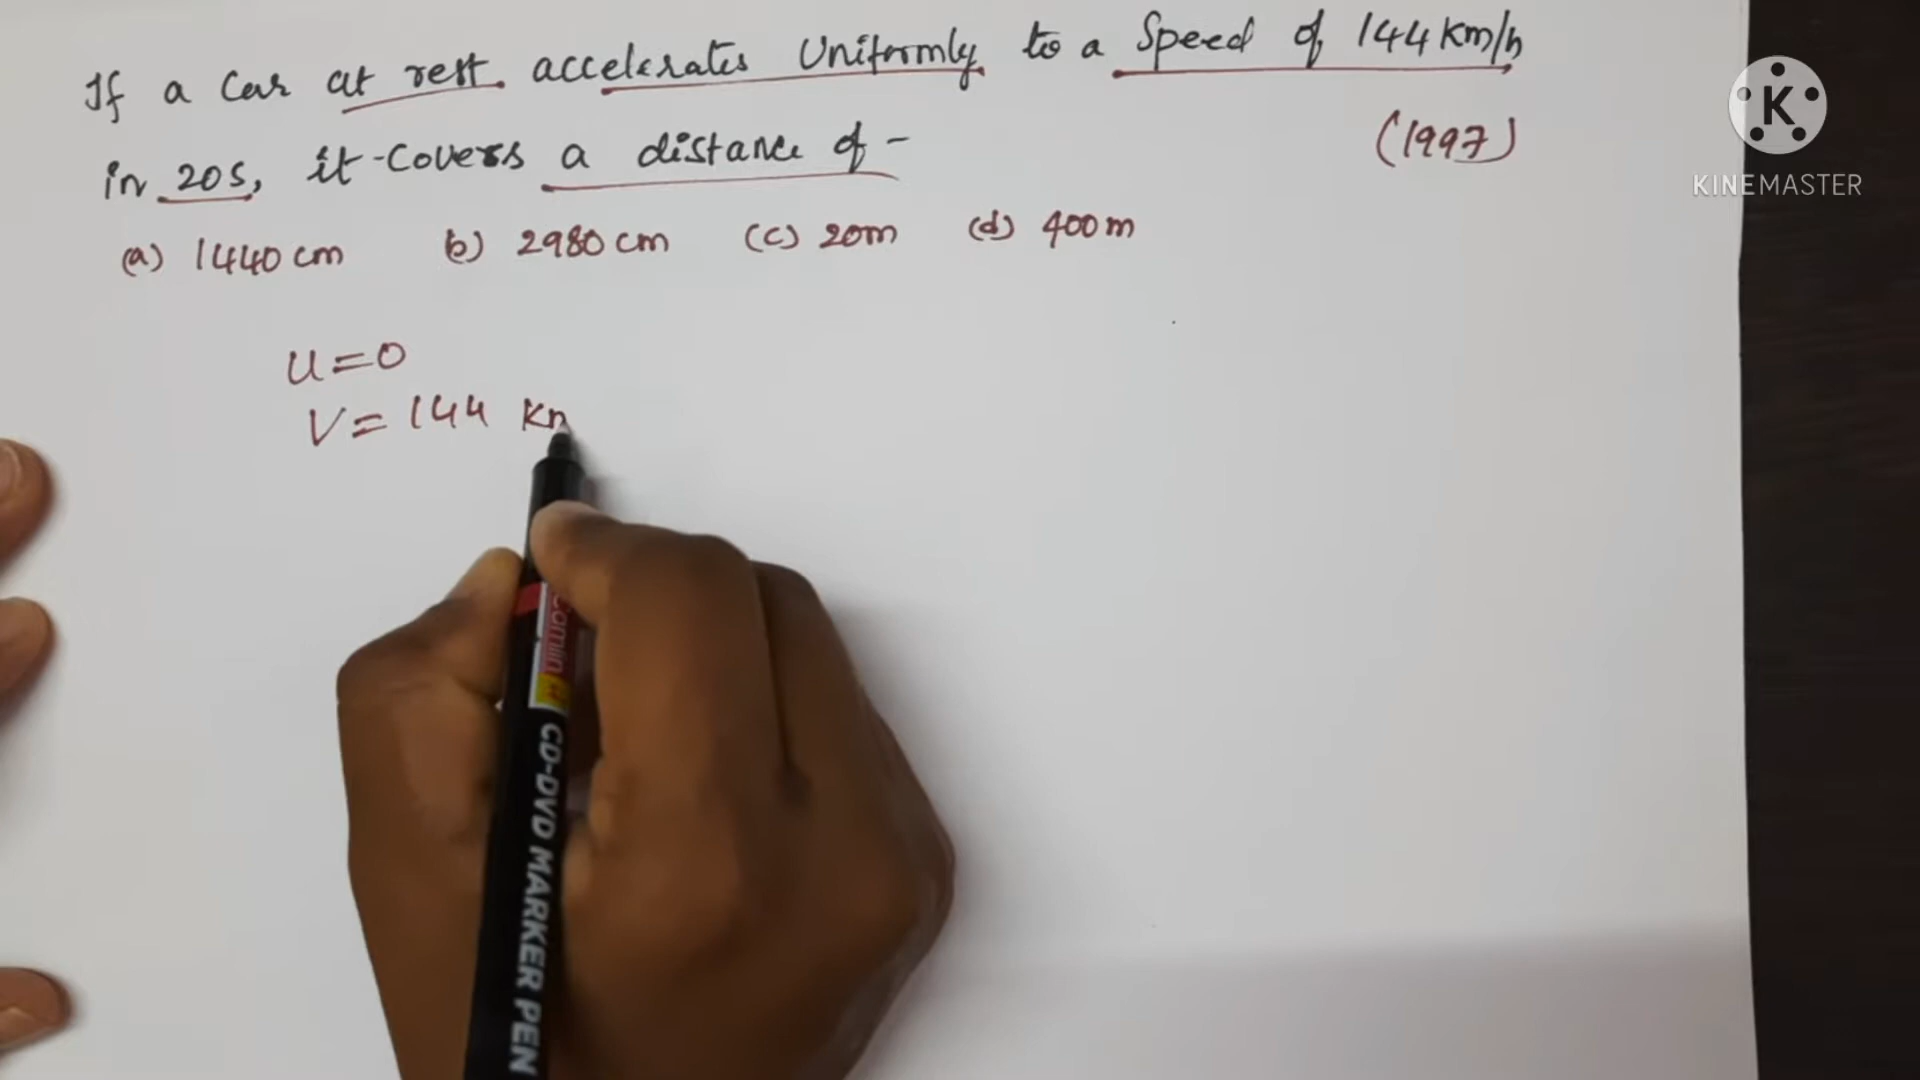 If a Car at rest accelerates Uniformly to a Speed of 144 Km/h
in 20s, it covers a distance of -
(1997)
(a) 1440 cm (b) 2980 cm (c) 20m (d) 400 m
U=0
V= 144 Km
K
KINEMASTER
CD-DVD MARKER PEN